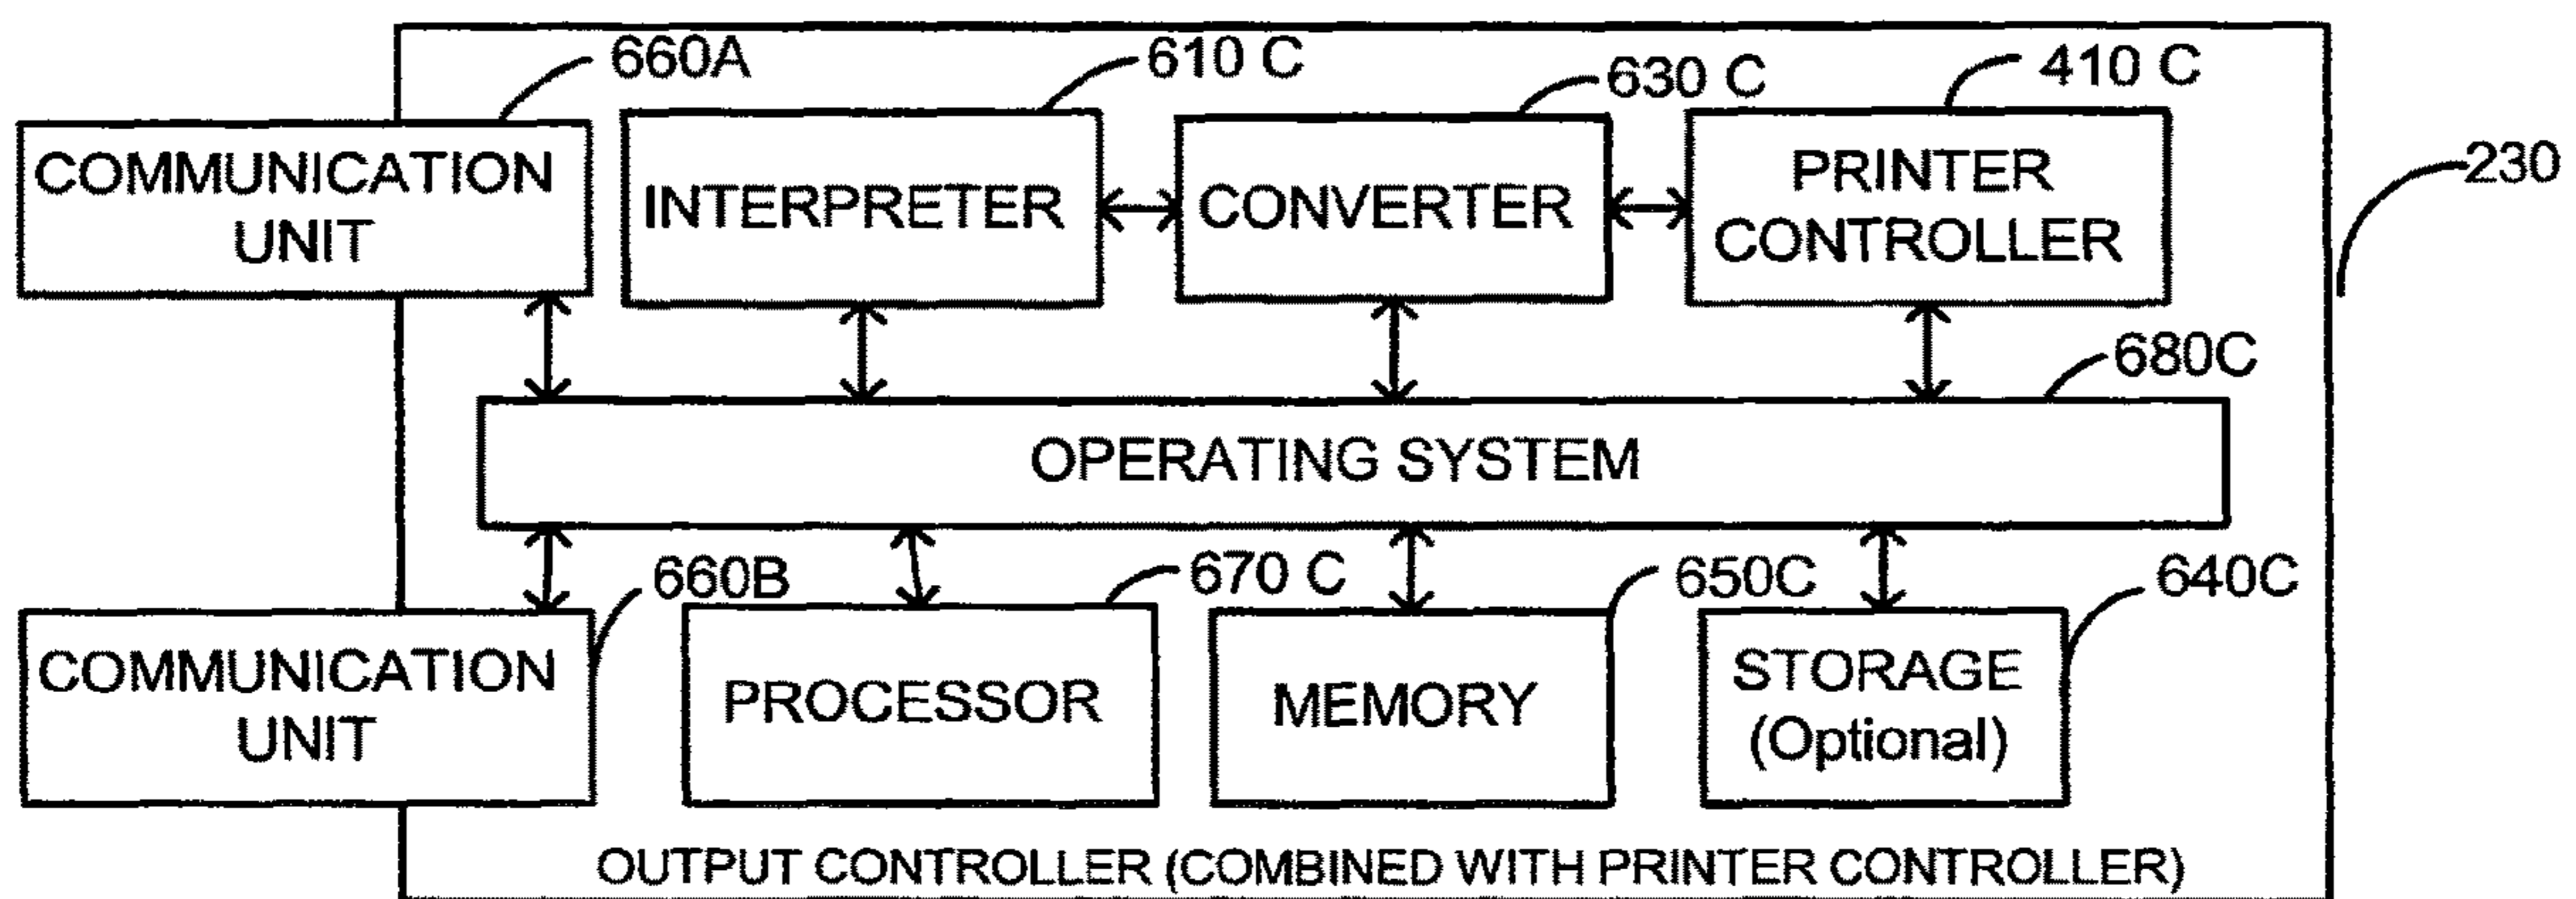 660A
610 C
630 C
410 C
230
COMMUNICATION
UNIT
INTERPRETER
CONVERTER
PRINTER
CONTROLLER
680C
OPERATING SYSTEM
660B
670 C
650C
640C
COMMUNICATION
UNIT
PROCESSOR
MEMORY
STORAGE
(Optional)
OUTPUT CONTROLLER (COMBINED WITH PRINTER CONTROLLER)